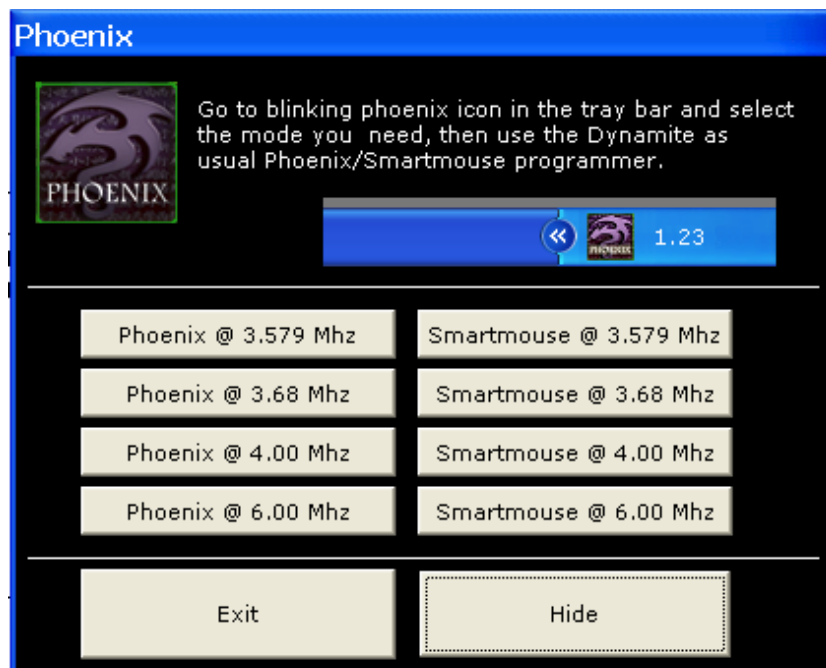 Phoenix
Go to blinking phoenix icon in the tray bar and select
the mode you need, then use the Dynamite as
usual Phoenix/Smartmouse programmer.
PHOENIX
PHOENIX 1.23
Phoenix @ 3.579 Mhz Smartmouse @ 3.579 Mhz
Phoenix @ 3.68 Mhz Smartmouse @ 3.68 Mhz
Phoenix @ 4.00 Mhz Smartmouse @ 4.00 Mhz
Phoenix @ 6.00 Mhz Smartmouse @ 6.00 Mhz
Exit Hide